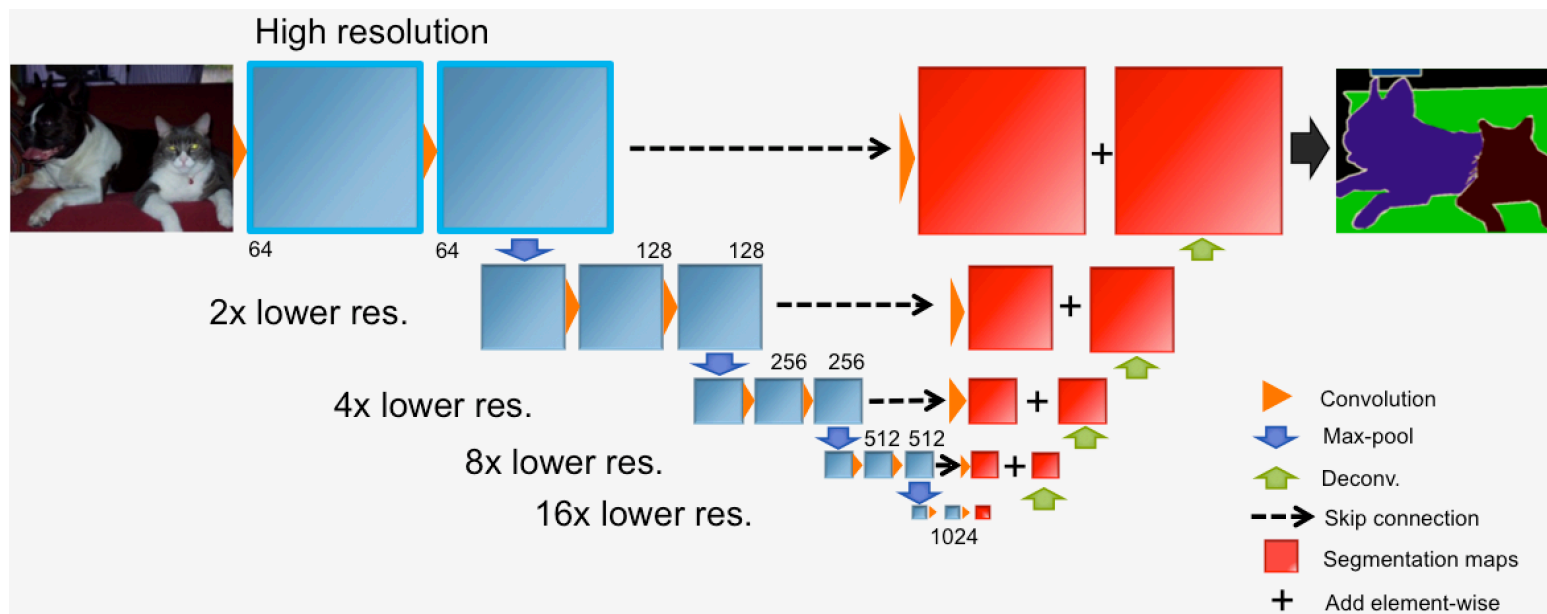 High resolution
64
64
128
128
2x lower res.
256
256
4x lower res.
512
512
8x lower res.
16x lower res.
1024
Convolution
Max-pool
Deconv.
Skip connection
Segmentation maps
+ Add element-wise